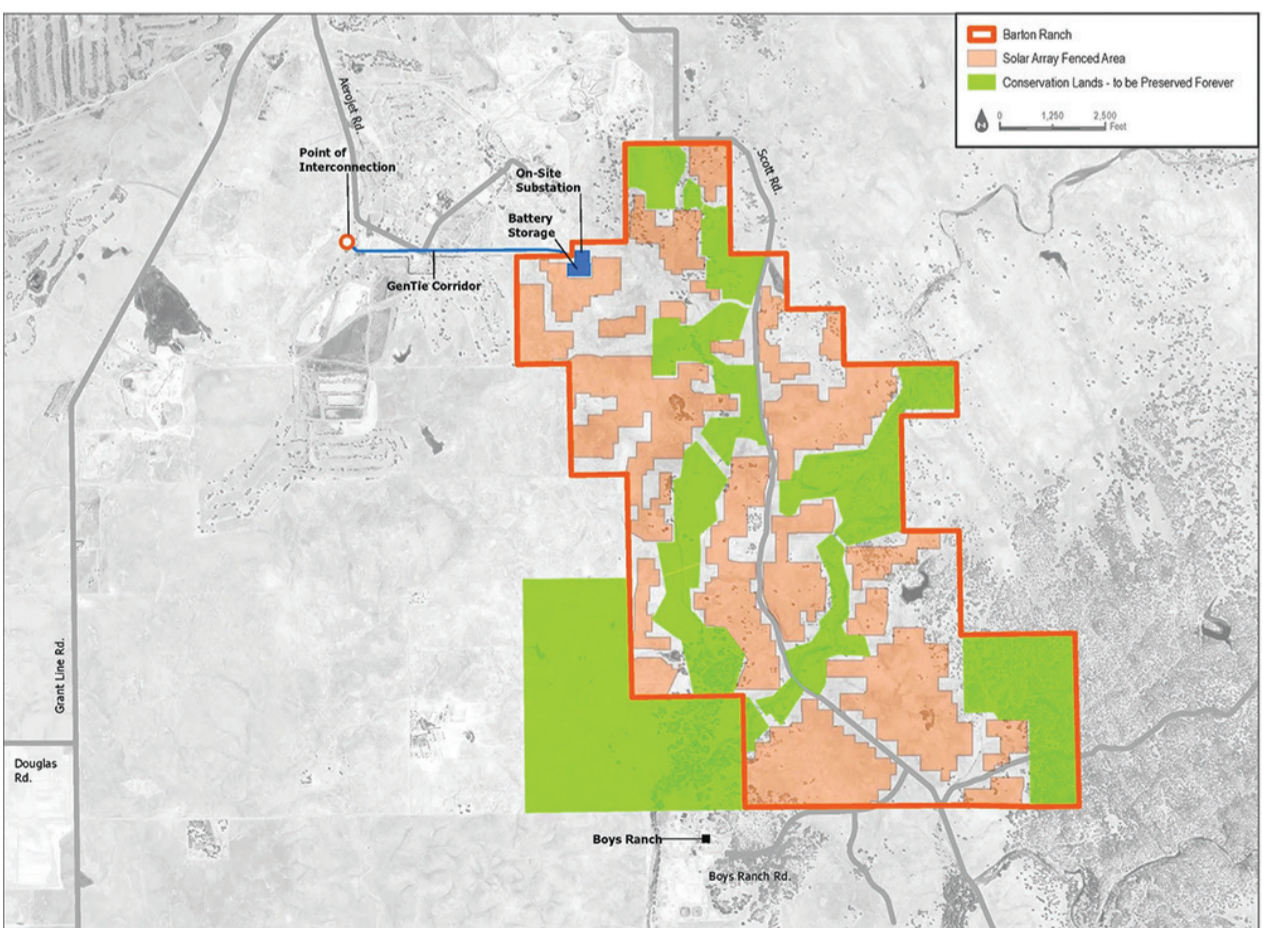 Barton Ranch
Solar Array Fenced Area
Conservation Lands - to be Preserved Forever
N
0 1,250 2,500
Feet
Aerojet Rd.
Scott Rd.
Point of
Interconnection
On-Site
Substation
Battery
Storage
GenTie Corridor
Grant Line Rd.
Douglas
Rd.
Boys Ranch
Boys Ranch Rd.